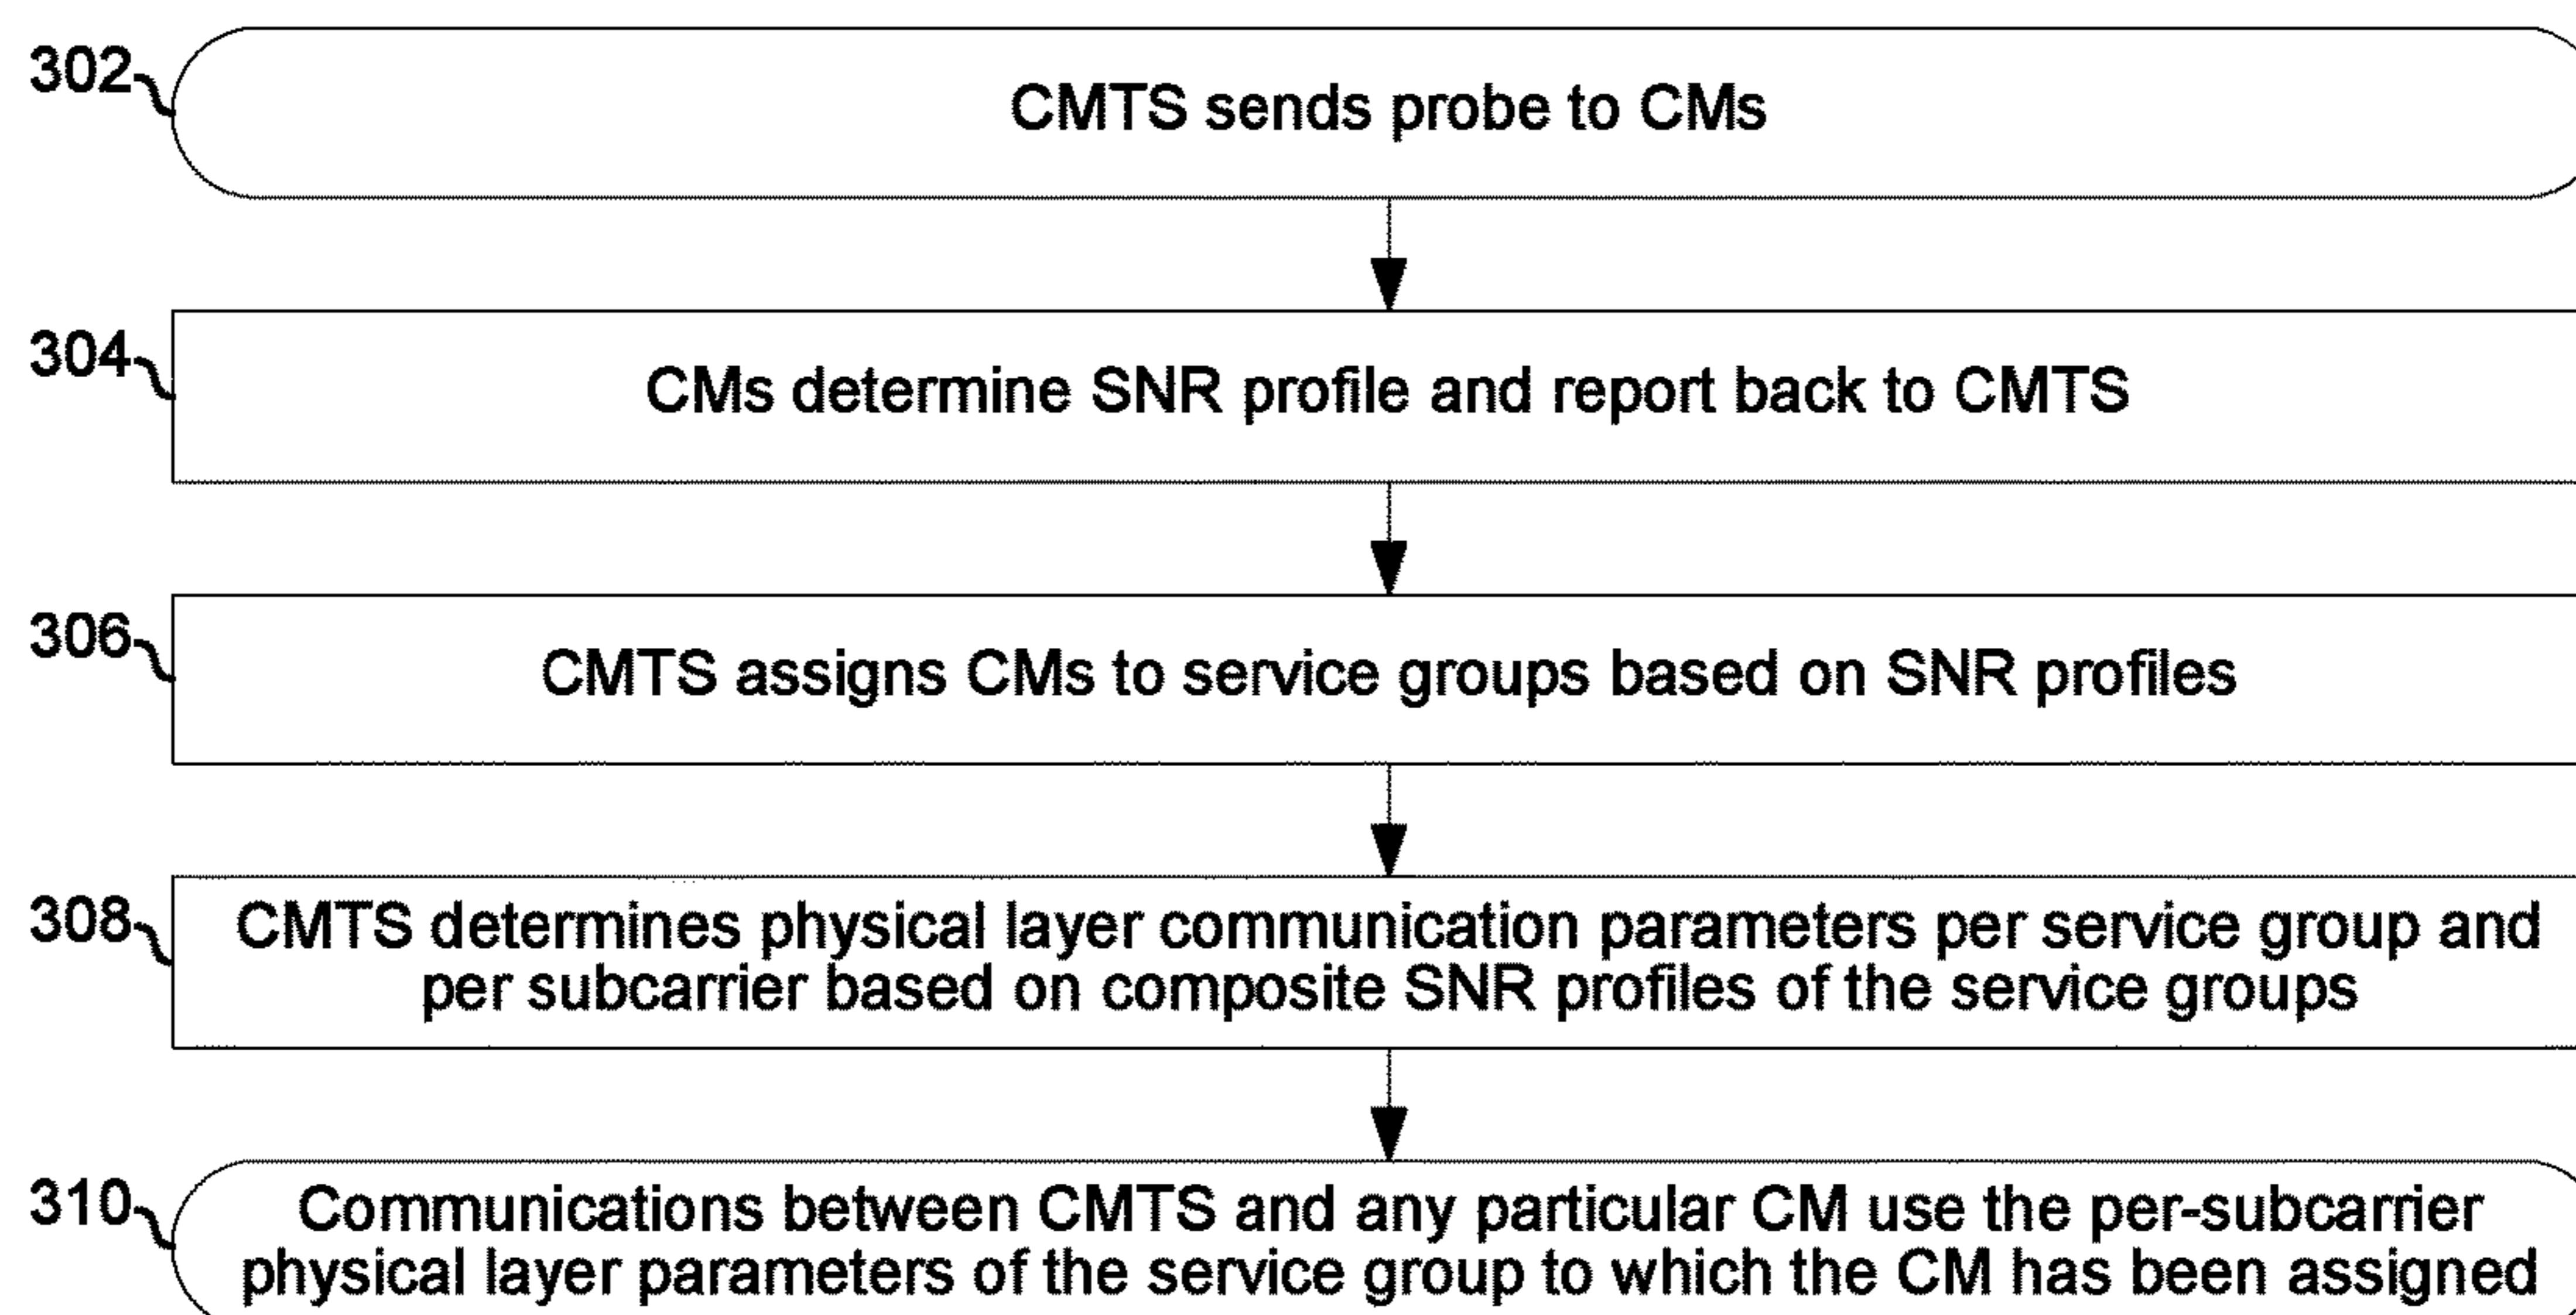 302
CMTS sends probe to CMs
304
CMs determine SNR profile and report back to CMTS
306
CMTS assigns CMs to service groups based on SNR profiles
308
CMTS determines physical layer communication parameters per service group and
per subcarrier based on composite SNR profiles of the service groups
310
Communications between CMTS and any particular CM use the per-subcarrier
physical layer parameters of the service group to which the CM has been assigned